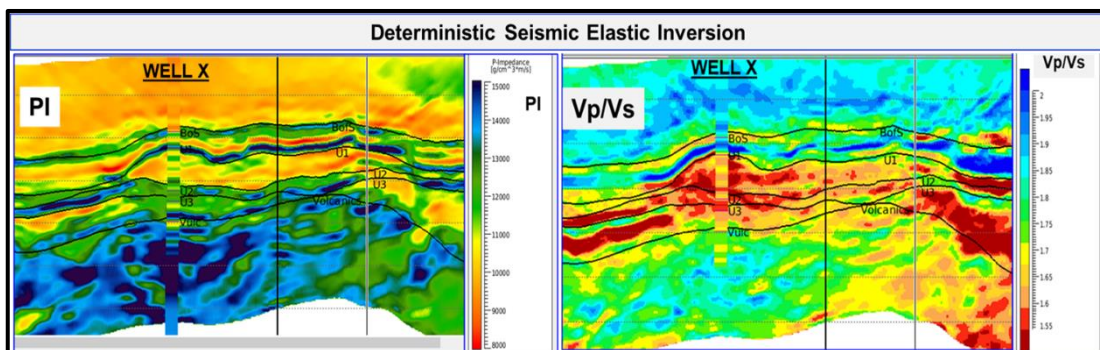 Deterministic Seismic Elastic Inversion
PI
WELL X
BoS
U1
U2
U3
Vulc
BofS
U1
U2
U3
Volcanics
P-Impedance
[g/cm^3*m/s]
PI
15000
14000
13000
12000
11000
10000
9000
8000
Vp/Vs
WELL X
BoS
U1
U2
U3
Vulc
BofS
U1
U2
U3
Volcanics
Vp/Vs
2
1.95
1.9
1.85
1.8
1.75
1.7
1.65
1.6
1.55